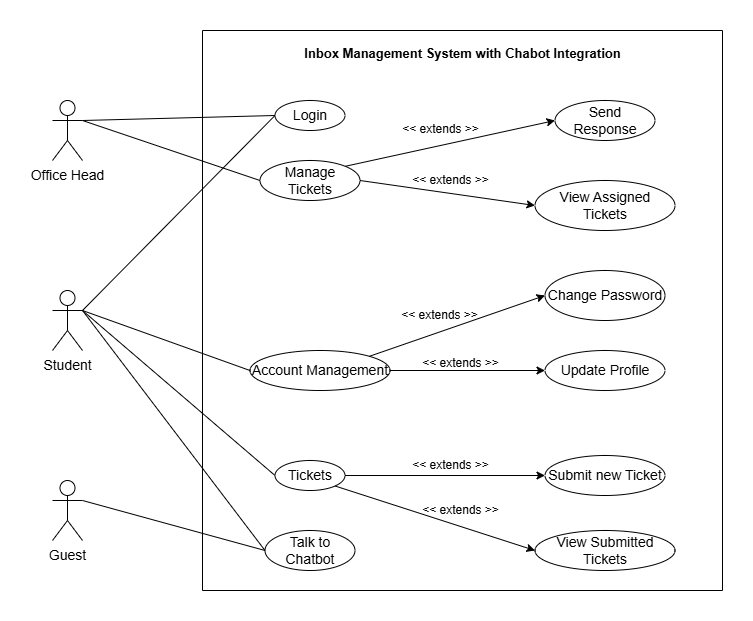 Inbox Management System with Chabot Integration
Office Head
Login
Manage
Tickets
<< extends >>
Send
Response
<< extends >>
View Assigned
Tickets
Student
Account Management
<< extends >>
Change Password
<< extends >>
Update Profile
Tickets
<< extends >>
Submit new Ticket
<< extends >>
View Submitted
Tickets
Guest
Talk to
Chatbot